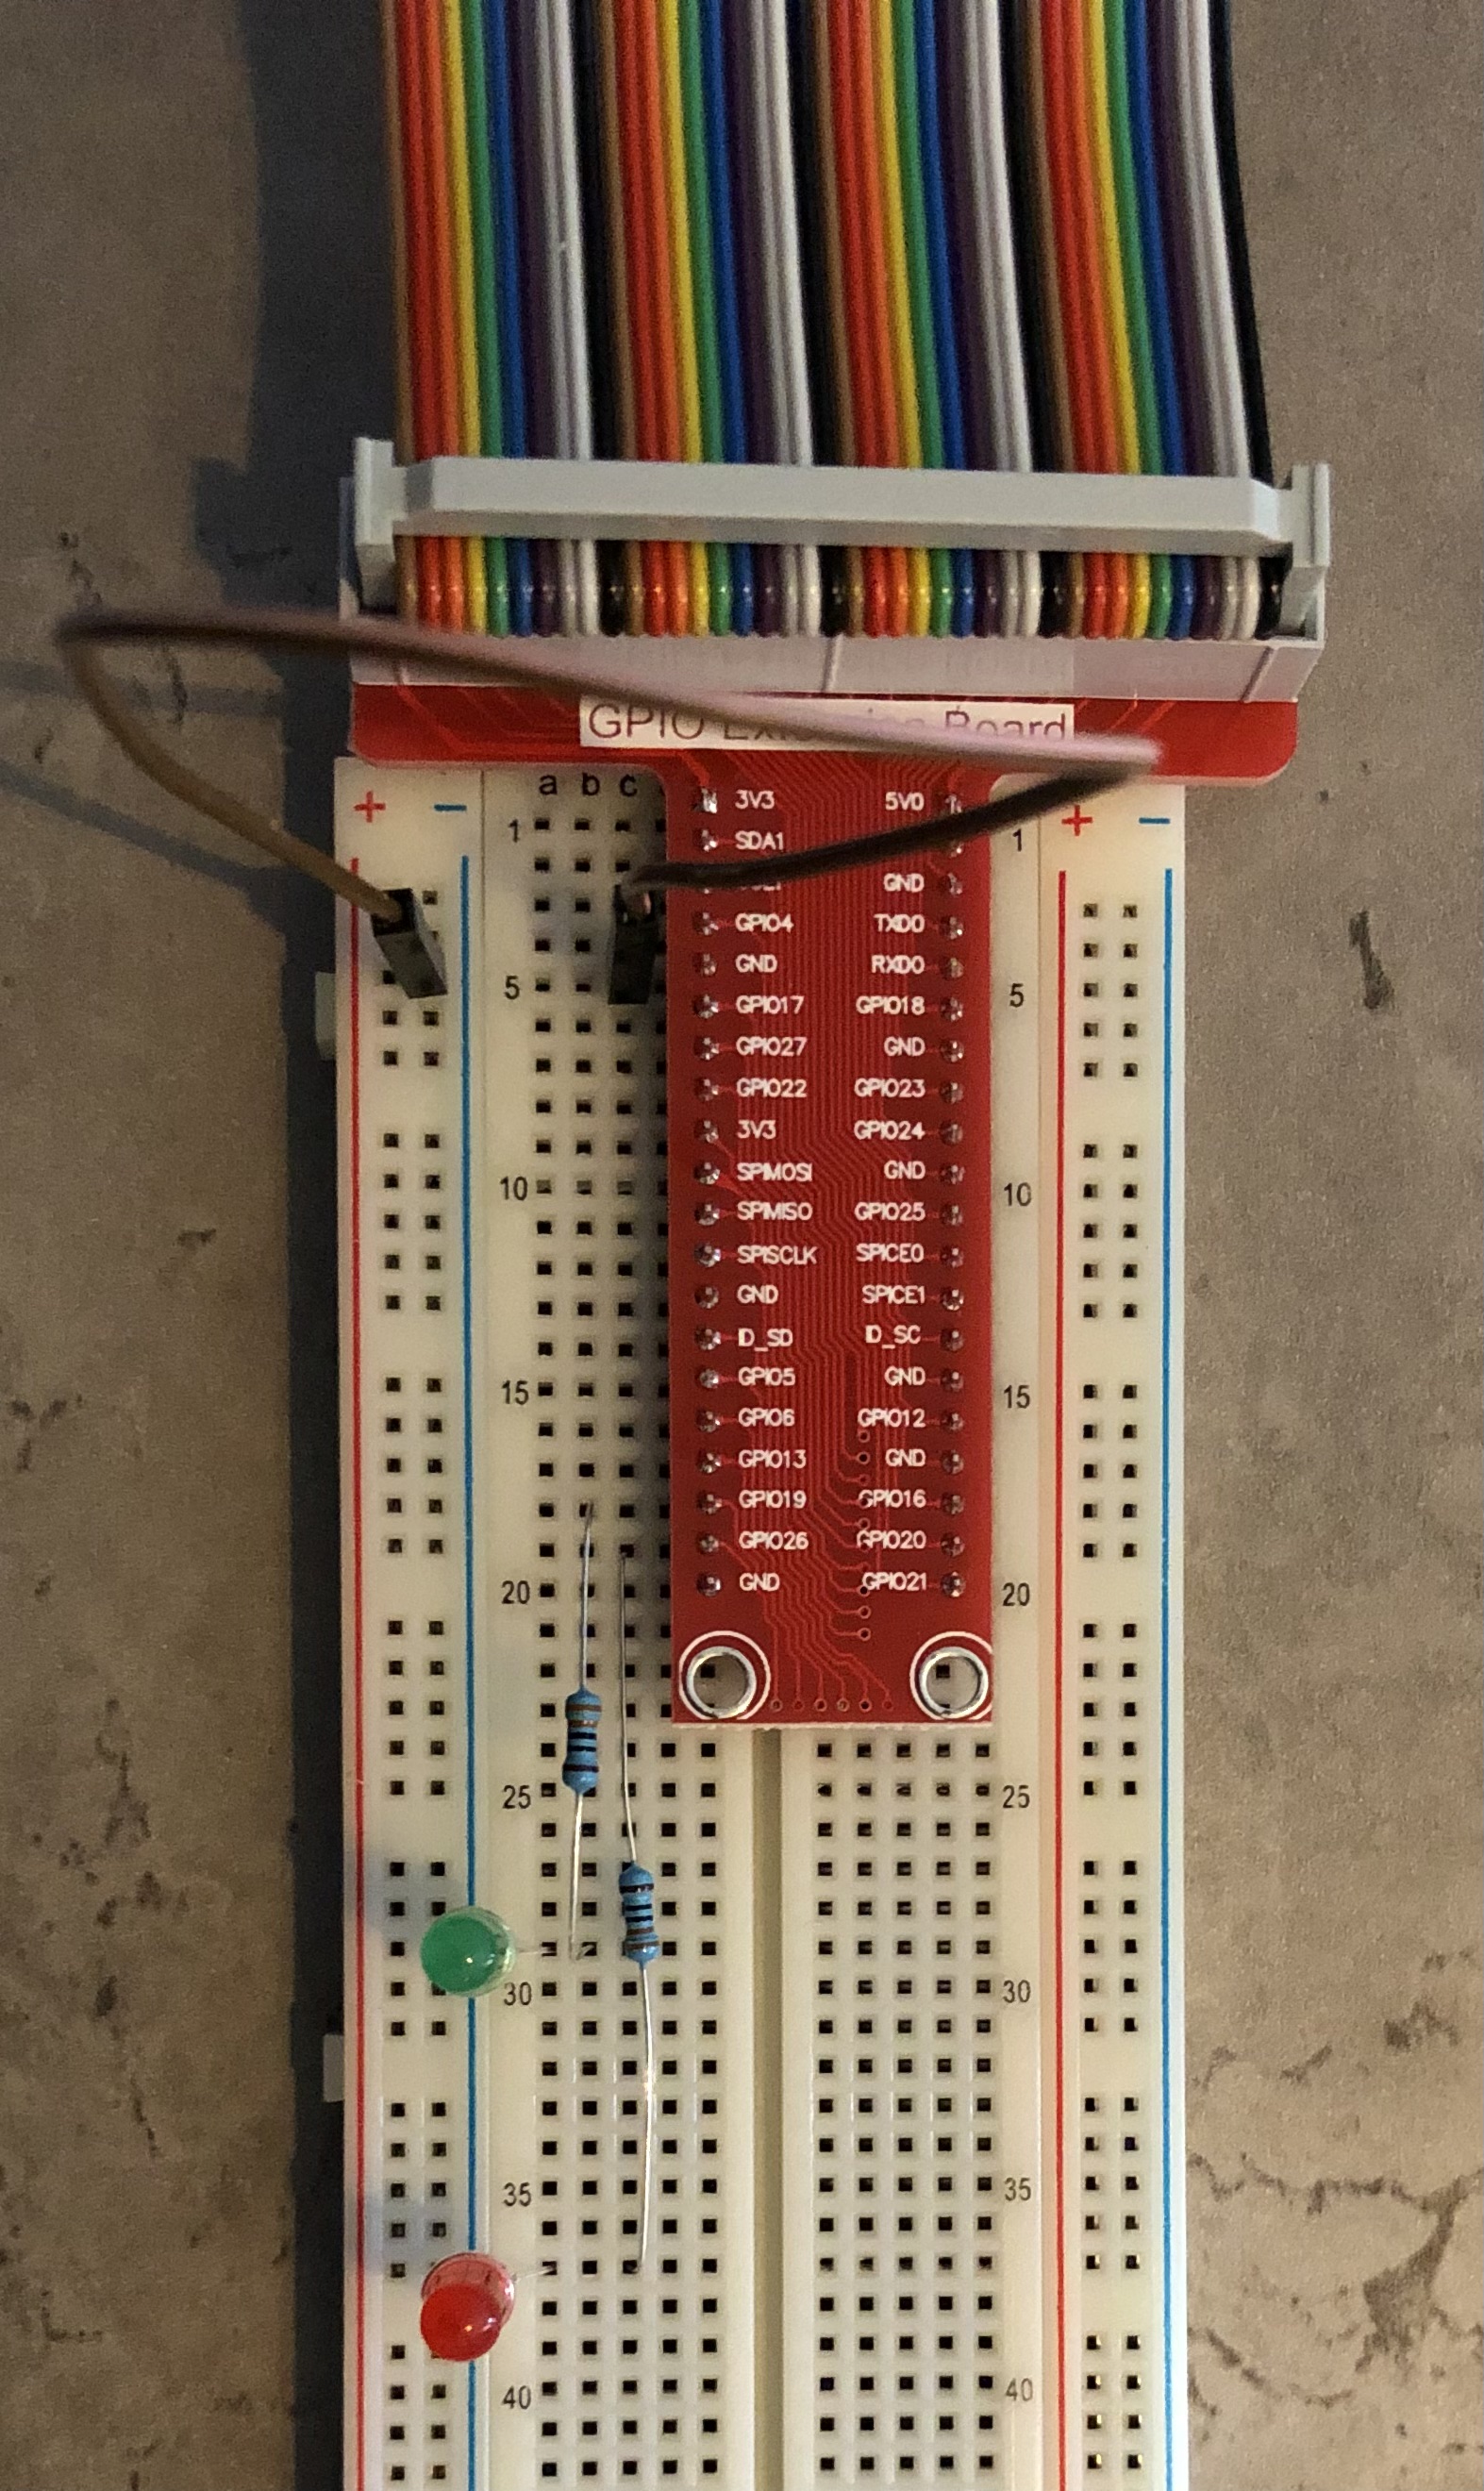 GPIO Board
a b c
+ −
+ −
3V3 5V0
1 SDA1 1
GND
GPIO4 TXD0
GND RXD0
5 GPIO17 GPIO18 5
GPIO27 GND
GPIO22 GPIO23
3V3 GPIO24
10 SPIMOSI GND 10
SPIMISO GPIO25
SPISCLK SPICE0
GND SPICE1
ID_SD ID_SC
15 GPIO5 GND 15
GPIO6 GPIO12
GPIO13 GND
GPIO19 GPIO16
GPIO26 GPIO20
20 GND GPIO21 20
25 25
30 30
35 35
40 40